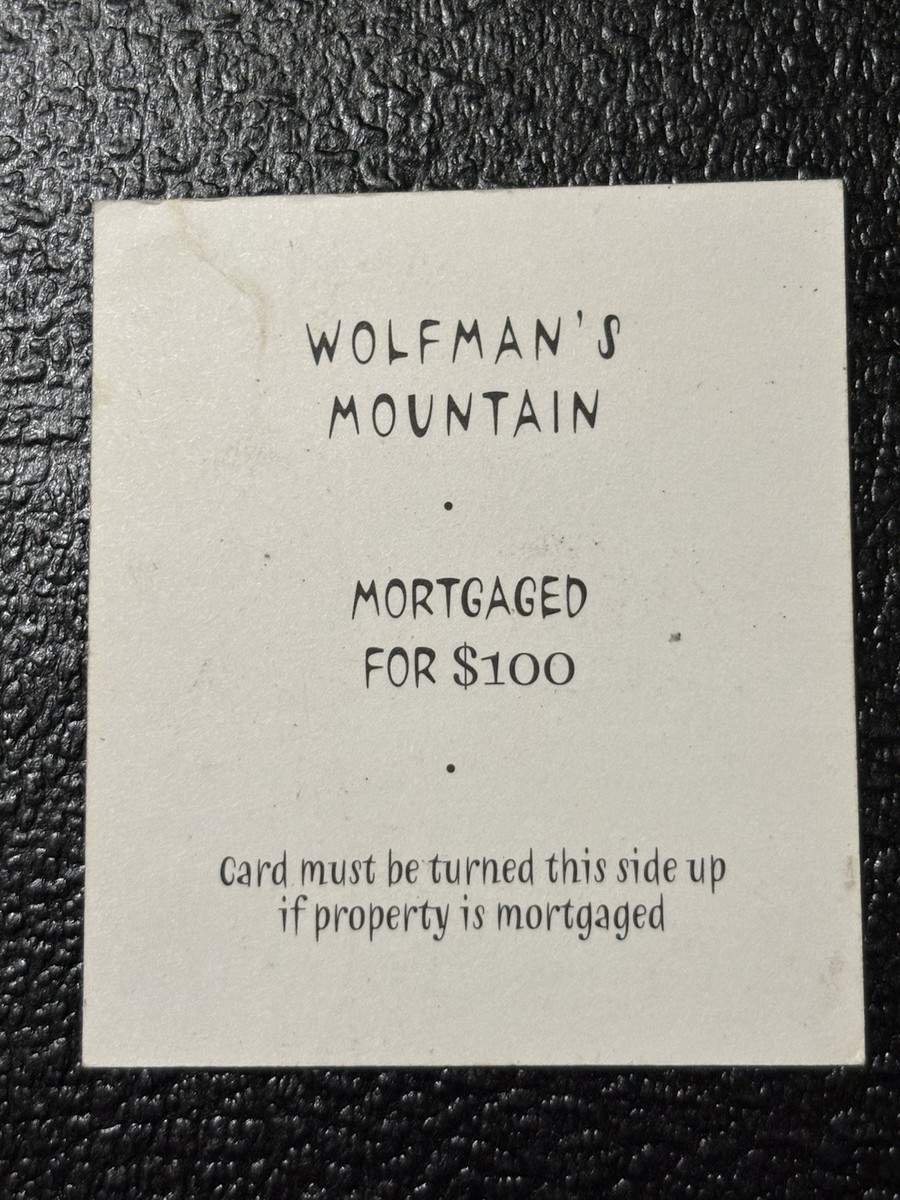 WOLFMAN'S
MOUNTAIN
•
MORTGAGED
FOR $100
•
Card must be turned this side up
if property is mortgaged